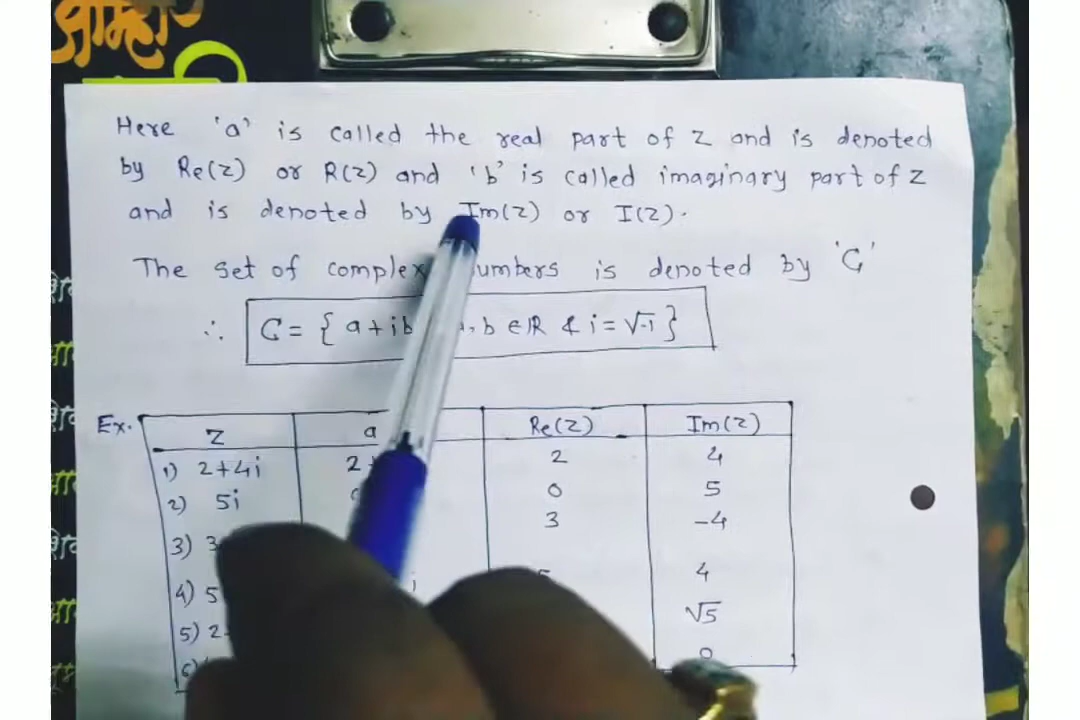 आम्ही
Here 'a' is called the real part of Z and is denoted
by Re(Z) or R(Z) and 'b' is called imaginary part of Z
and is denoted by Im(Z) or I(Z).
The set of complex umbers is denoted by 'C'
∴ C = { a+ib , b ∈ R & i = √-1 }
Ex. Z a Re(Z) Im(Z)
1) 2+4i 2 2 4
2) 5i 0 5
3) 3 3 -4
4) 5 i 4
5) 2 √5